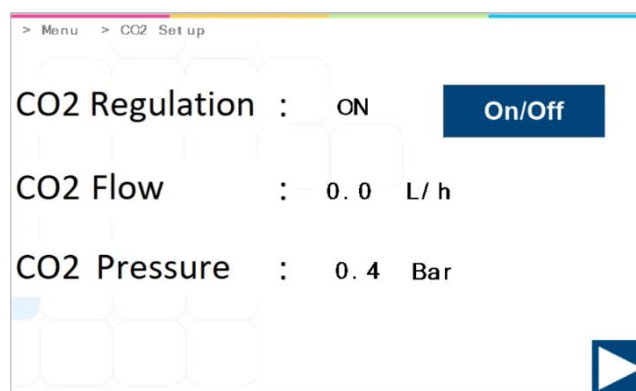 > Menu > CO2 Set up
CO2 Regulation : ON On/Off
CO2 Flow : 0.0 L/h
CO2 Pressure : 0.4 Bar